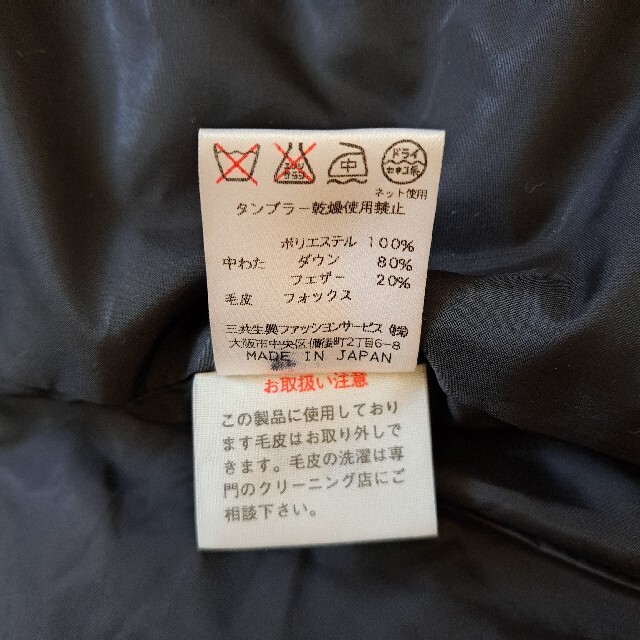 エンソ
サラシ
中
ドライ
セキユ系
ネット使用
タンブラー乾燥使用禁止
ポリエステル 100%
中わた ダウン 80%
フェザー 20%
毛皮 フォックス
三共生興ファッションサービス(株)
大阪市中央区備後町2丁目6-8
MADE IN JAPAN
お取扱い注意
この製品に使用しており
ます毛皮はお取り外しで
きます。毛皮の洗濯は専
門のクリーニング店にご
相談下さい。